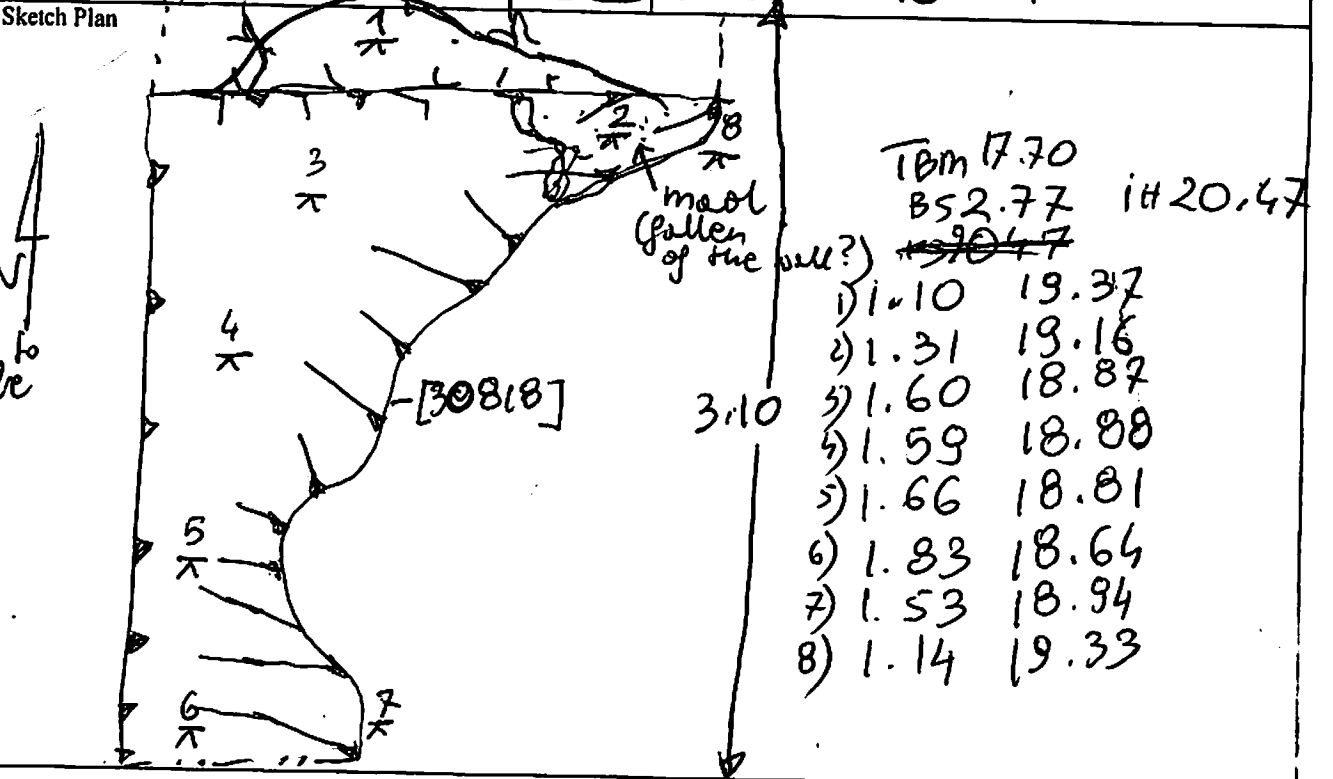 Sketch Plan
1
2
8
3
(fallen
of the wall?)
4
to
[30818]
3.10
5
6
7
TBM 17.70
BS 2.77 iH 20.47
1) 1.10 19.37
2) 1.31 19.16
3) 1.60 18.87
4) 1.59 18.88
5) 1.66 18.81
6) 1.83 18.64
7) 1.53 18.94
8) 1.14 19.33